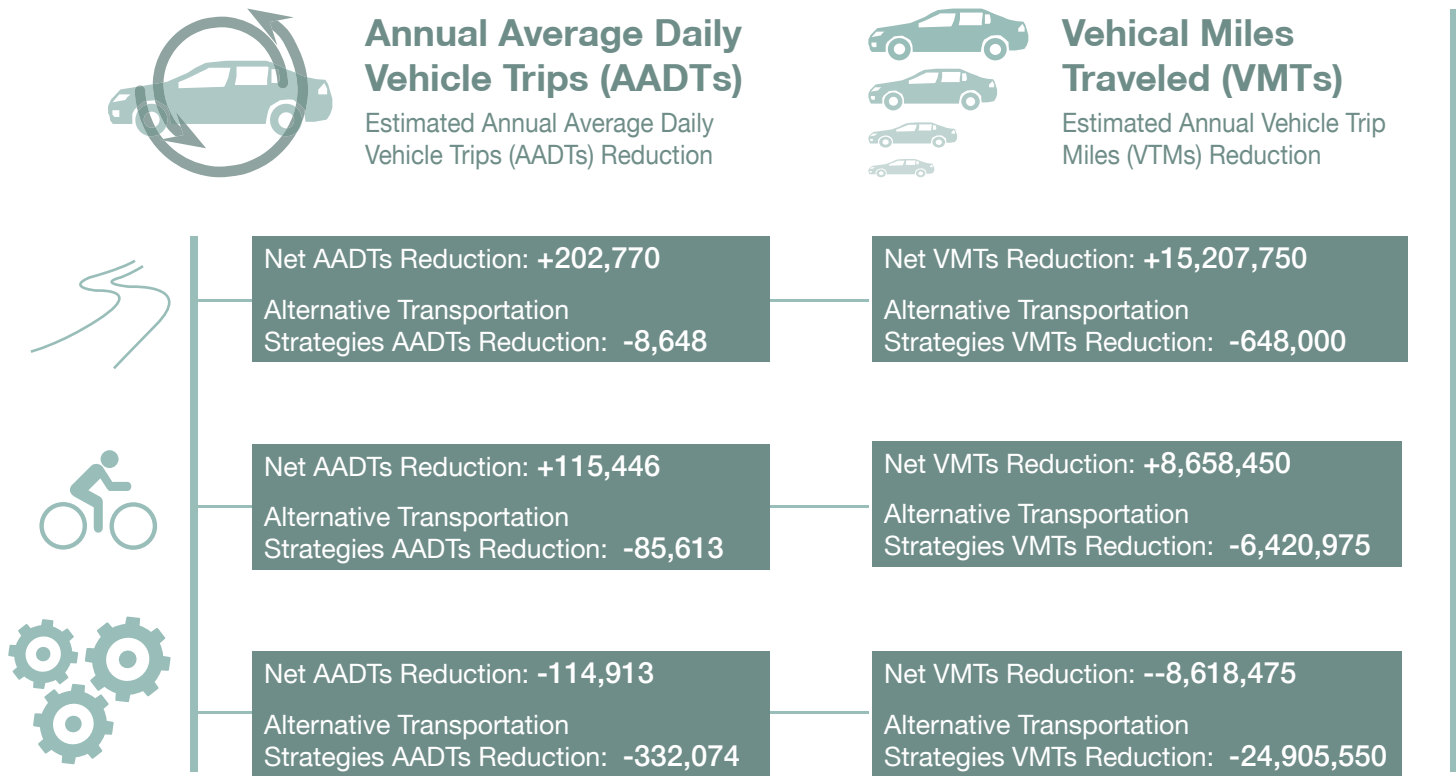 Annual Average Daily
Vehicle Trips (AADTs)
Estimated Annual Average Daily
Vehicle Trips (AADTs) Reduction
Vehical Miles
Traveled (VMTs)
Estimated Annual Vehicle Trip
Miles (VTMs) Reduction
Net AADTs Reduction: +202,770
Alternative Transportation
Strategies AADTs Reduction: -8,648
Net VMTs Reduction: +15,207,750
Alternative Transportation
Strategies VMTs Reduction: -648,000
Net AADTs Reduction: +115,446
Alternative Transportation
Strategies AADTs Reduction: -85,613
Net VMTs Reduction: +8,658,450
Alternative Transportation
Strategies VMTs Reduction: -6,420,975
Net AADTs Reduction: -114,913
Alternative Transportation
Strategies AADTs Reduction: -332,074
Net VMTs Reduction: --8,618,475
Alternative Transportation
Strategies VMTs Reduction: -24,905,550